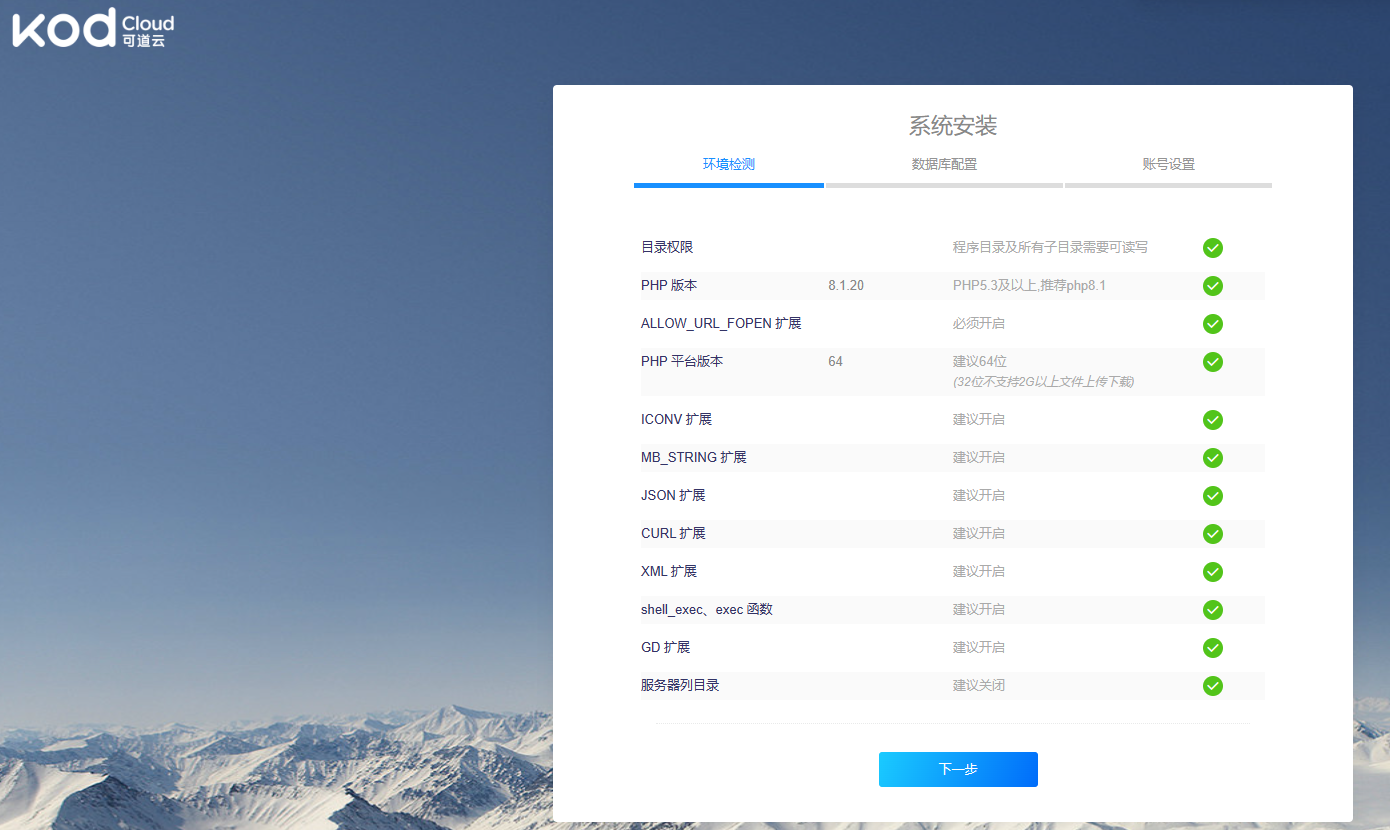 kod Cloud
可道云
系统安装
环境检测 数据库配置 账号设置
目录权限 程序目录及所有子目录需要可读写
PHP 版本 8.1.20 PHP5.3及以上,推荐php8.1
ALLOW_URL_FOPEN 扩展 必须开启
PHP 平台版本 64 建议64位
(32位不支持2G以上文件上传下载)
ICONV 扩展 建议开启
MB_STRING 扩展 建议开启
JSON 扩展 建议开启
CURL 扩展 建议开启
XML 扩展 建议开启
shell_exec、exec 函数 建议开启
GD 扩展 建议开启
服务器列目录 建议关闭
下一步